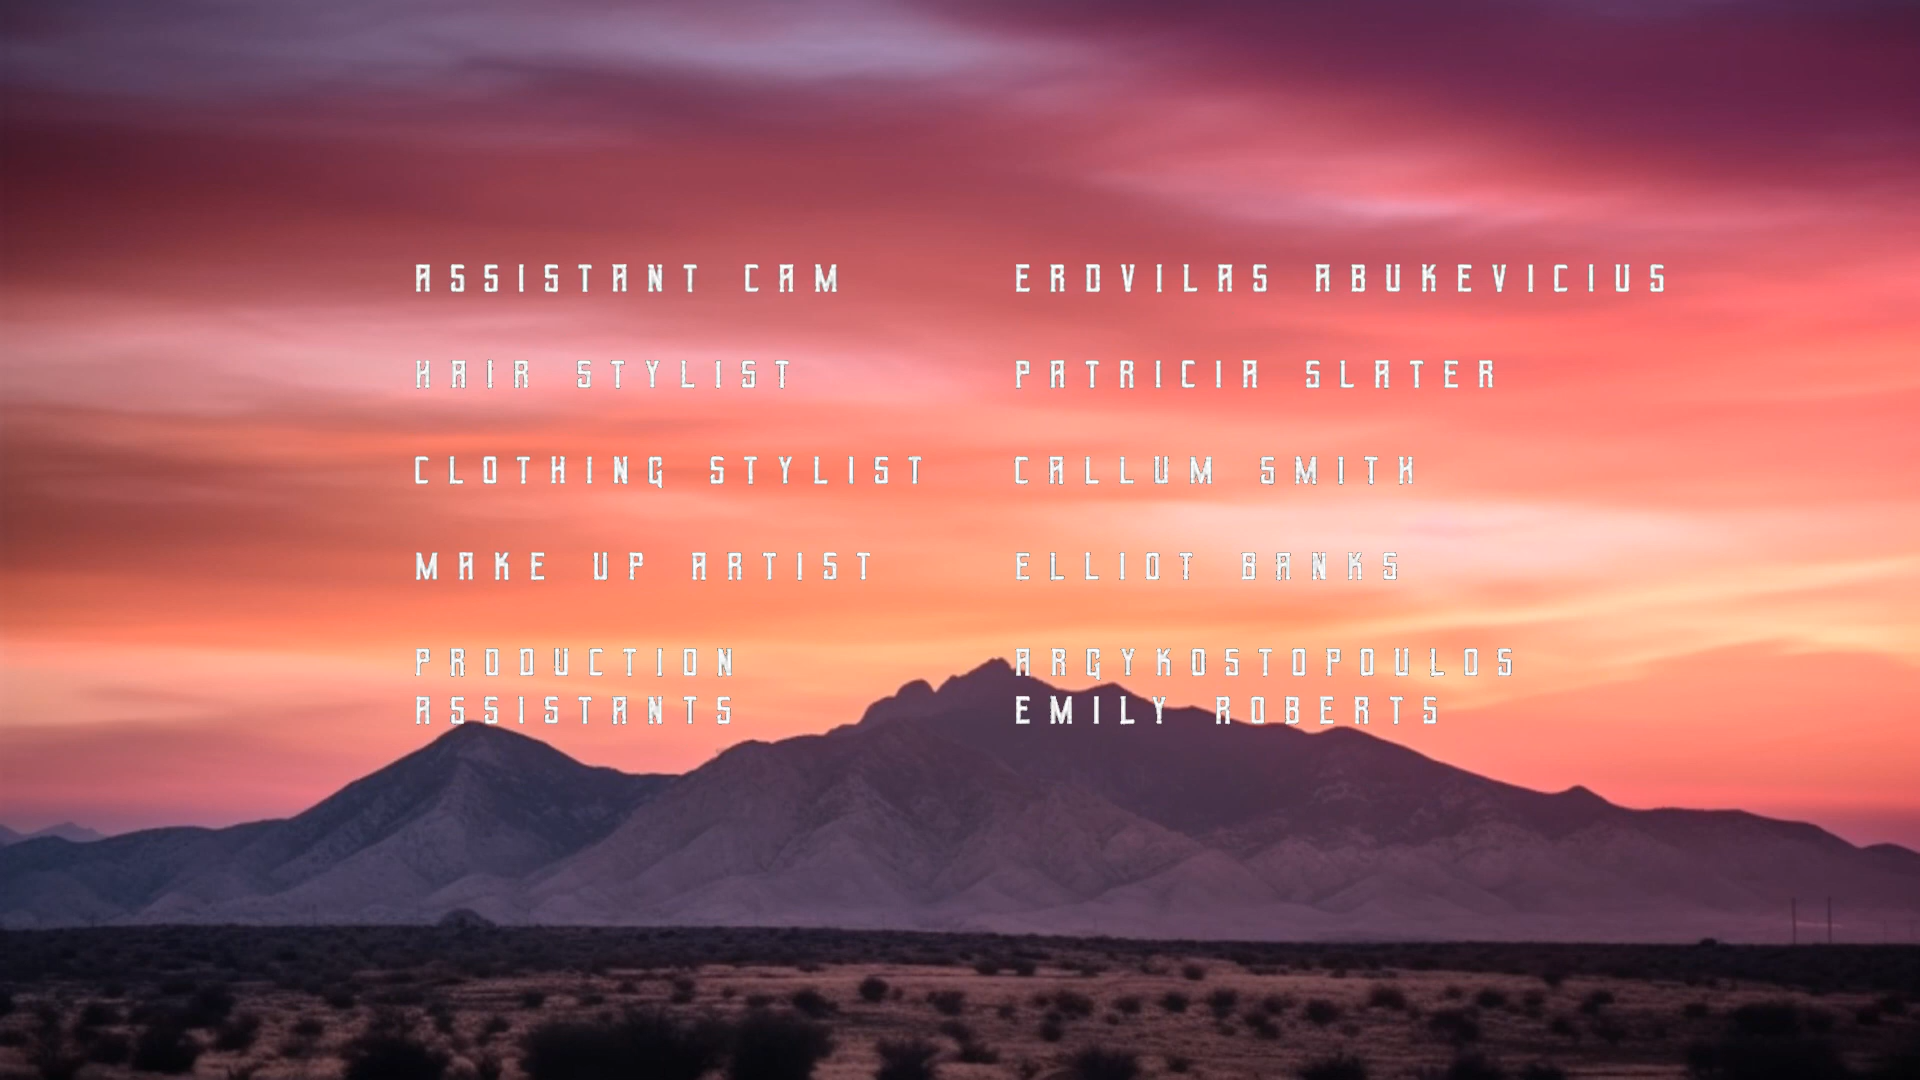 ASSISTANT CAM ERDVILAS ABUKEVICIUS
HAIR STYLIST PATRICIA SLATER
CLOTHING STYLIST CALLUM SMITH
MAKE UP ARTIST ELLIOT BANKS
PRODUCTION ARGYKOSTOPOULOS
ASSISTANTS EMILY ROBERTS